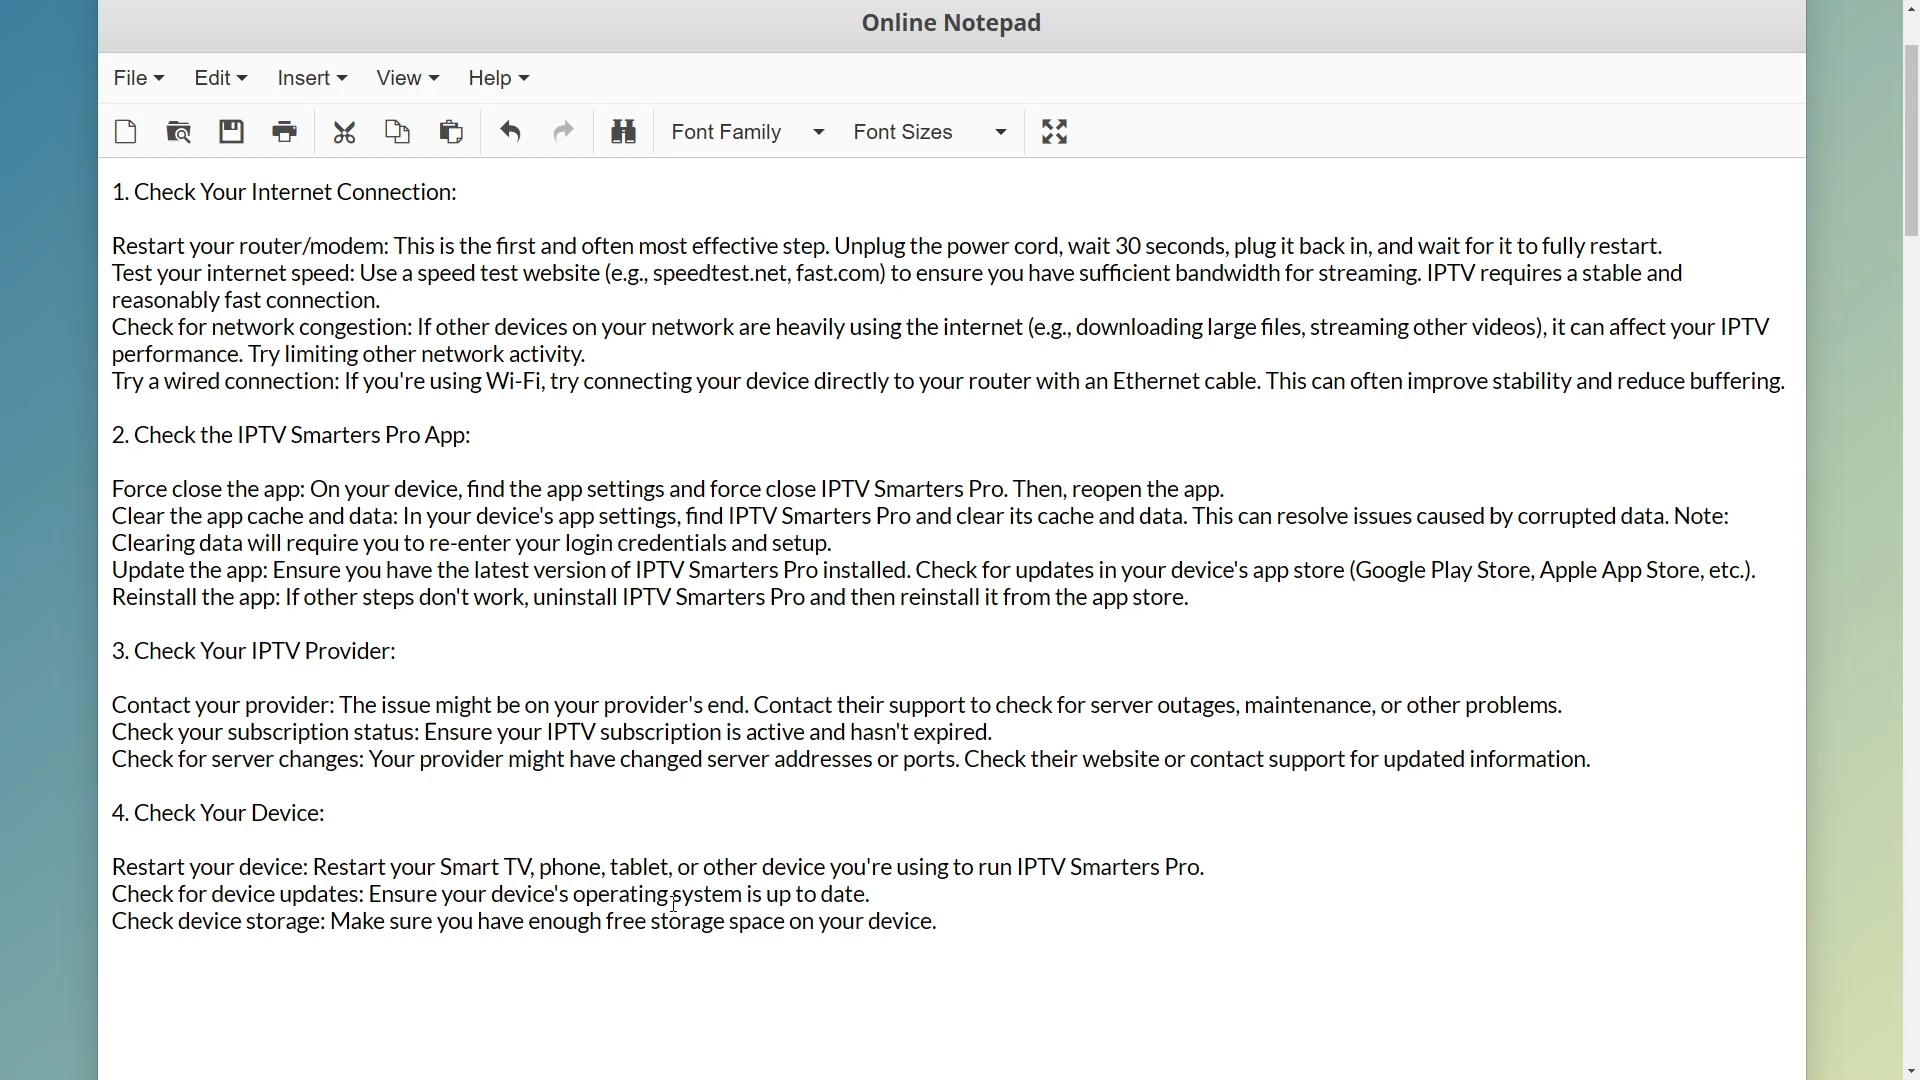 Online Notepad
File Edit Insert View Help
Font Family Font Sizes
1. Check Your Internet Connection:
Restart your router/modem: This is the first and often most effective step. Unplug the power cord, wait 30 seconds, plug it back in, and wait for it to fully restart.
Test your internet speed: Use a speed test website (e.g., speedtest.net, fast.com) to ensure you have sufficient bandwidth for streaming. IPTV requires a stable and
reasonably fast connection.
Check for network congestion: If other devices on your network are heavily using the internet (e.g., downloading large files, streaming other videos), it can affect your IPTV
performance. Try limiting other network activity.
Try a wired connection: If you're using Wi-Fi, try connecting your device directly to your router with an Ethernet cable. This can often improve stability and reduce buffering.
2. Check the IPTV Smarters Pro App:
Force close the app: On your device, find the app settings and force close IPTV Smarters Pro. Then, reopen the app.
Clear the app cache and data: In your device's app settings, find IPTV Smarters Pro and clear its cache and data. This can resolve issues caused by corrupted data. Note:
Clearing data will require you to re-enter your login credentials and setup.
Update the app: Ensure you have the latest version of IPTV Smarters Pro installed. Check for updates in your device's app store (Google Play Store, Apple App Store, etc.).
Reinstall the app: If other steps don't work, uninstall IPTV Smarters Pro and then reinstall it from the app store.
3. Check Your IPTV Provider:
Contact your provider: The issue might be on your provider's end. Contact their support to check for server outages, maintenance, or other problems.
Check your subscription status: Ensure your IPTV subscription is active and hasn't expired.
Check for server changes: Your provider might have changed server addresses or ports. Check their website or contact support for updated information.
4. Check Your Device:
Restart your device: Restart your Smart TV, phone, tablet, or other device you're using to run IPTV Smarters Pro.
Check for device updates: Ensure your device's operating system is up to date.
Check device storage: Make sure you have enough free storage space on your device.